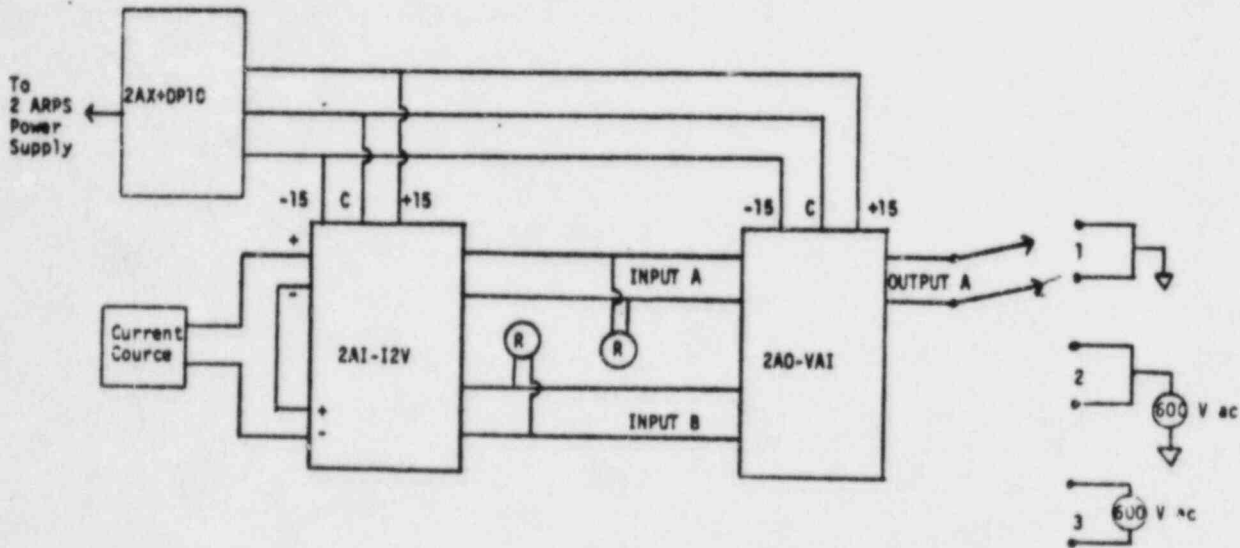 To
2 ARPS
Power
Supply
2AX+DP10
-15 C +15
-15 C +15
+
-
Current
Cource
+
-
2AI-I2V
INPUT A
R
R
INPUT B
2AO-VAI
OUTPUT A
1
2
600 V ac
3
600 V ac